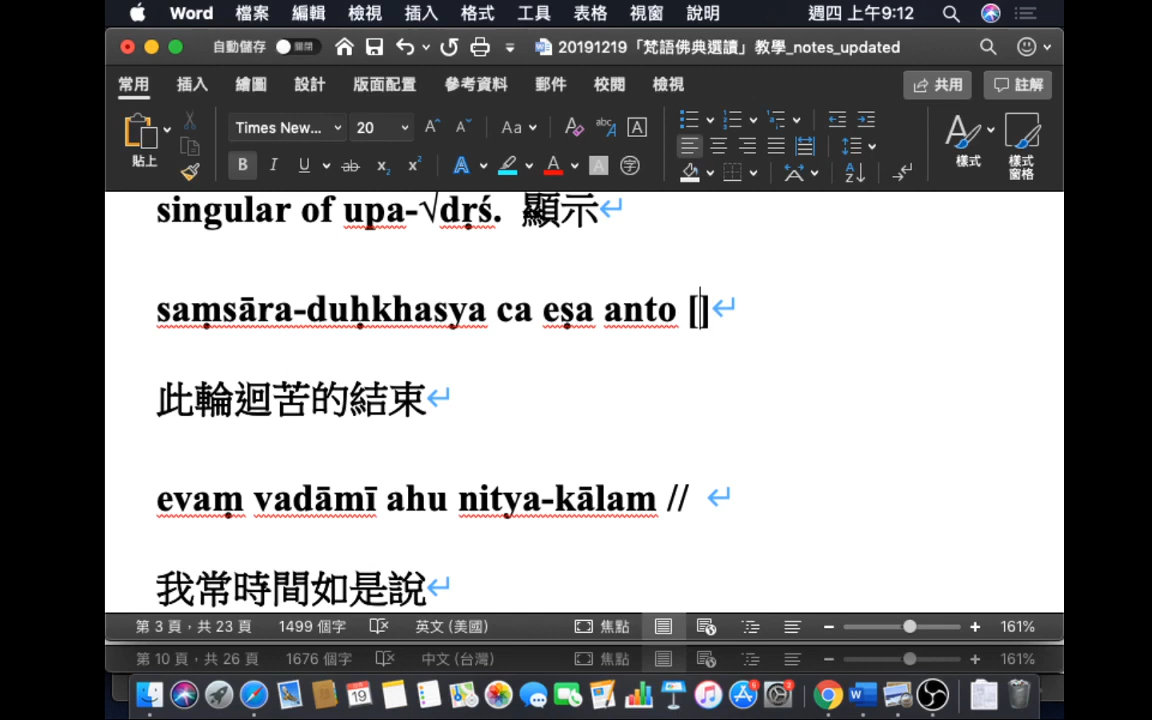 Word 檔案 編輯 檢視 插入 格式 工具 表格 視窗 說明 週四 上午9:12
自動儲存 關閉 20191219「梵語佛典選讀」教學_notes_updated
常用 插入 繪圖 設計 版面配置 參考資料 郵件 校閱 檢視 共用 註解
貼上 Times New... 20 樣式 樣式窗格
singular of upa-√dṛś. 顯示
saṃsāra-duḥkhasya ca eṣa anto []
此輪迴苦的結束
evaṃ vadāmī ahu nitya-kālam //
我常時間如是說
第 3 頁，共 23 頁 1499 個字 英文 (美國) 焦點 161%
第 10 頁，共 26 頁 1676 個字 中文 (台灣) 焦點 161%